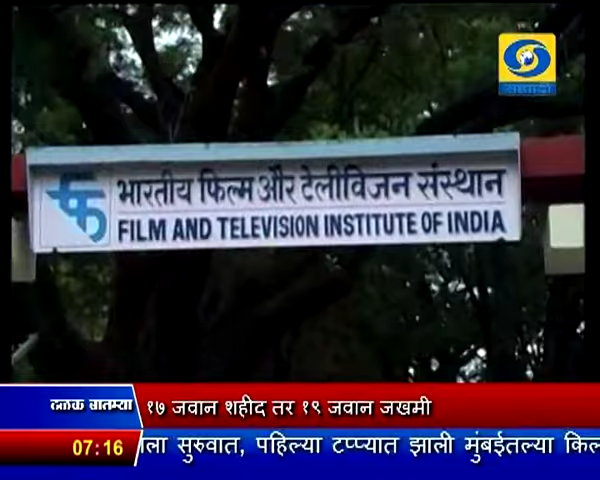 सह्याद्री
भारतीय फिल्म और टेलीविजन संस्थान
FILM AND TELEVISION INSTITUTE OF INDIA
ठळक बातम्या
१७ जवान शहीद तर १९ जवान जखमी
07:16
ला सुरुवात, पहिल्या टप्प्यात झाली मुंबईतल्या किल